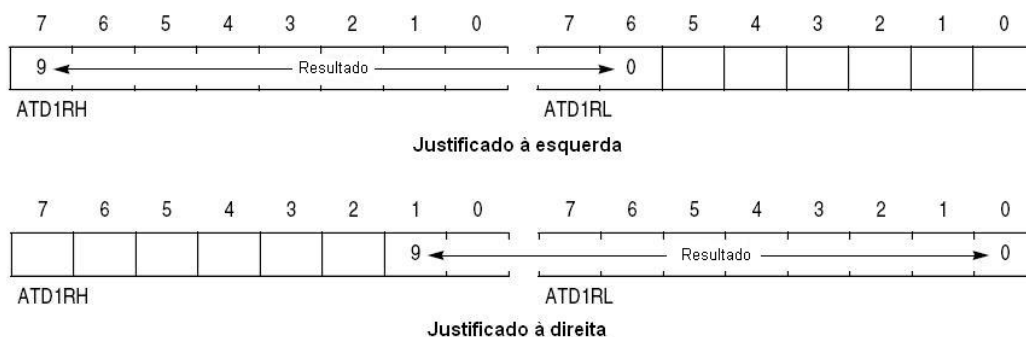 7 6 5 4 3 2 1 0 7 6 5 4 3 2 1 0
9 Resultado 0
ATD1RH ATD1RL
Justificado à esquerda
7 6 5 4 3 2 1 0 7 6 5 4 3 2 1 0
9 Resultado 0
ATD1RH ATD1RL
Justificado à direita